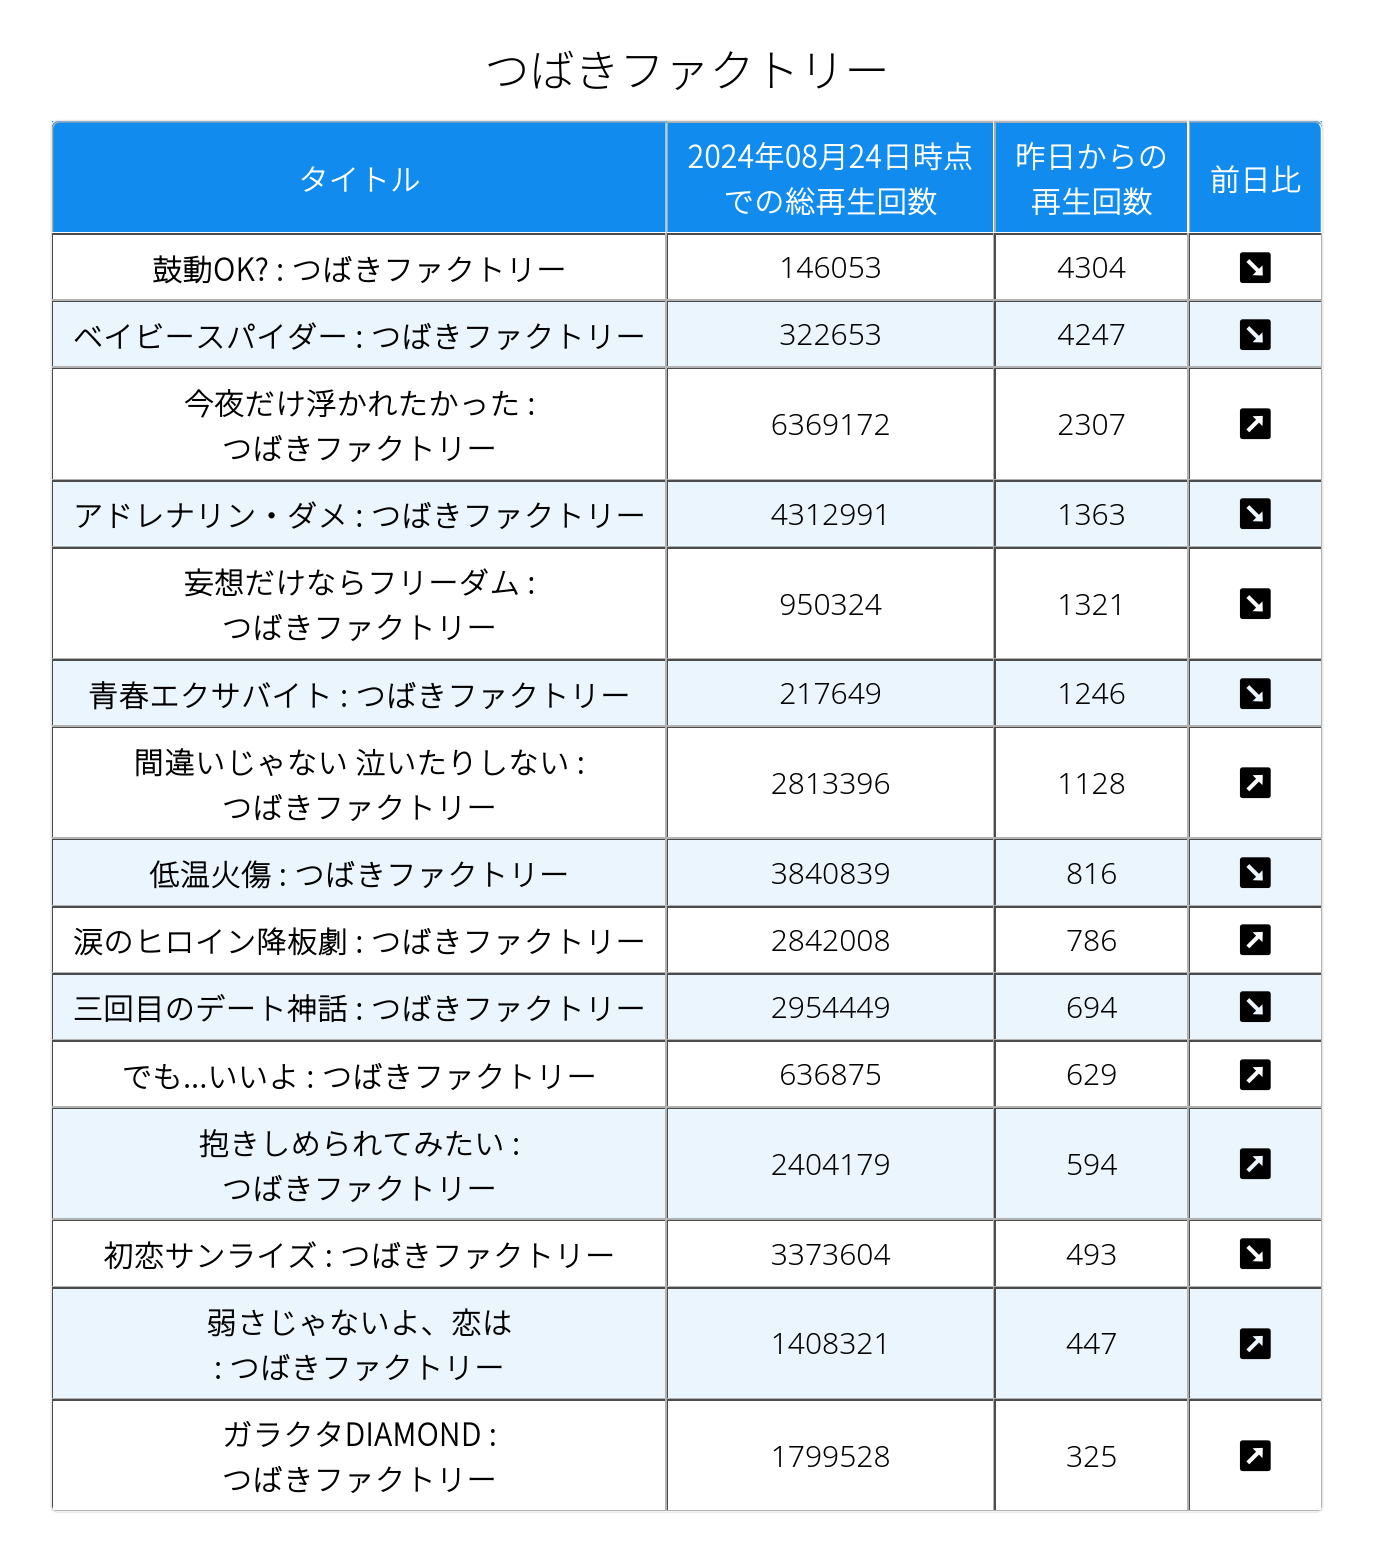 つばきファクトリー
タイトル
2024年08月24日時点
での総再生回数
昨日からの
再生回数
前日比
鼓動OK? : つばきファクトリー
146053
4304
ベイビースパイダー : つばきファクトリー
322653
4247
今夜だけ浮かれたかった :
つばきファクトリー
6369172
2307
アドレナリン・ダメ : つばきファクトリー
4312991
1363
妄想だけならフリーダム :
つばきファクトリー
950324
1321
青春エクサバイト : つばきファクトリー
217649
1246
間違いじゃない 泣いたりしない :
つばきファクトリー
2813396
1128
低温火傷 : つばきファクトリー
3840839
816
涙のヒロイン降板劇 : つばきファクトリー
2842008
786
三回目のデート神話 : つばきファクトリー
2954449
694
でも...いいよ : つばきファクトリー
636875
629
抱きしめられてみたい :
つばきファクトリー
2404179
594
初恋サンライズ : つばきファクトリー
3373604
493
弱さじゃないよ、恋は
: つばきファクトリー
1408321
447
ガラクタDIAMOND :
つばきファクトリー
1799528
325